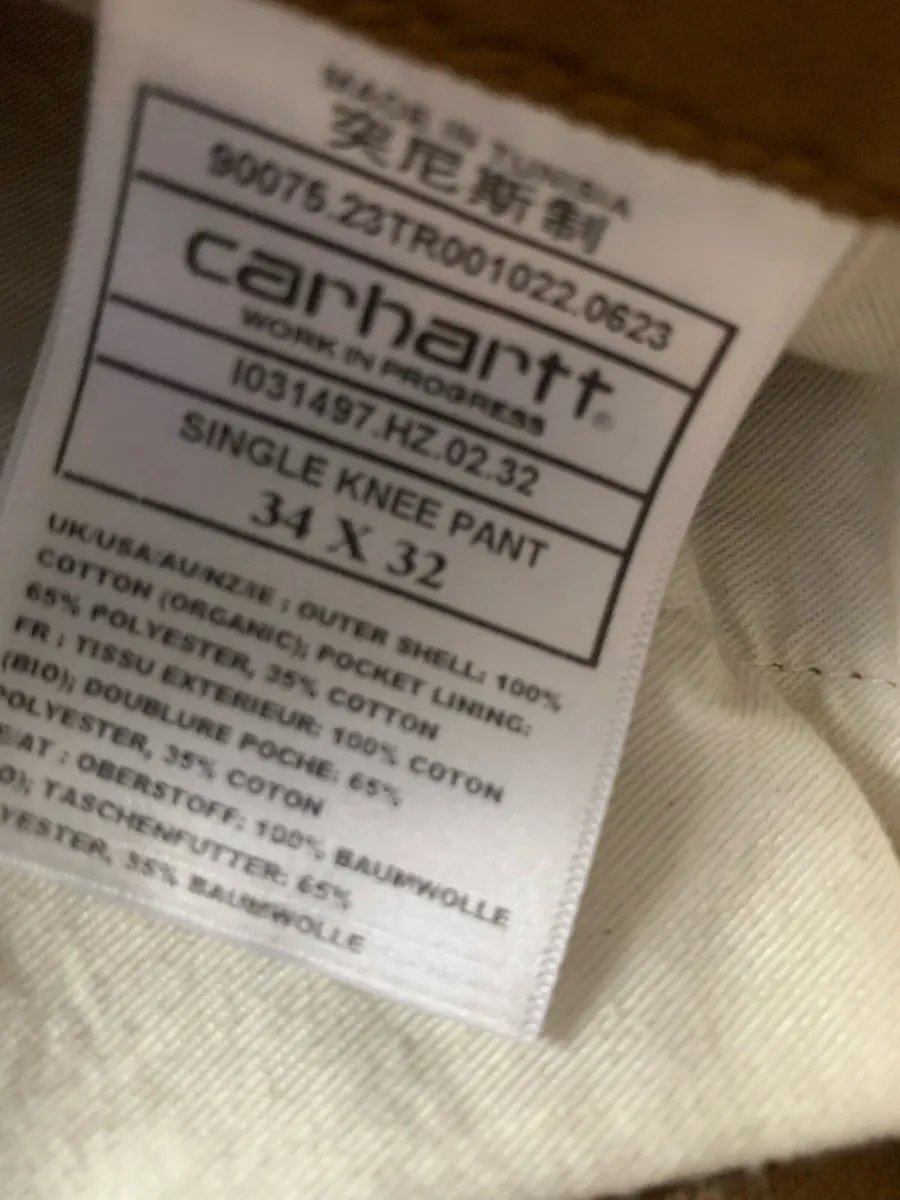 MADE IN TUNISIA
突尼斯制
90075.23TR001022.0623
carhartt®
WORK IN PROGRESS
I031497.HZ.02.32
SINGLE KNEE PANT
34 X 32
UK/USA/AU/NZ/IE : OUTER SHELL: 100%
COTTON (ORGANIC); POCKET LINING:
65% POLYESTER, 35% COTTON
FR : TISSU EXTERIEUR: 100% COTON
(BIO); DOUBLURE POCHE: 65%
POLYESTER, 35% COTON
/AT : OBERSTOFF: 100% BAUMWOLLE
O); TASCHENFUTTER: 65%
YESTER, 35% BAUMWOLLE